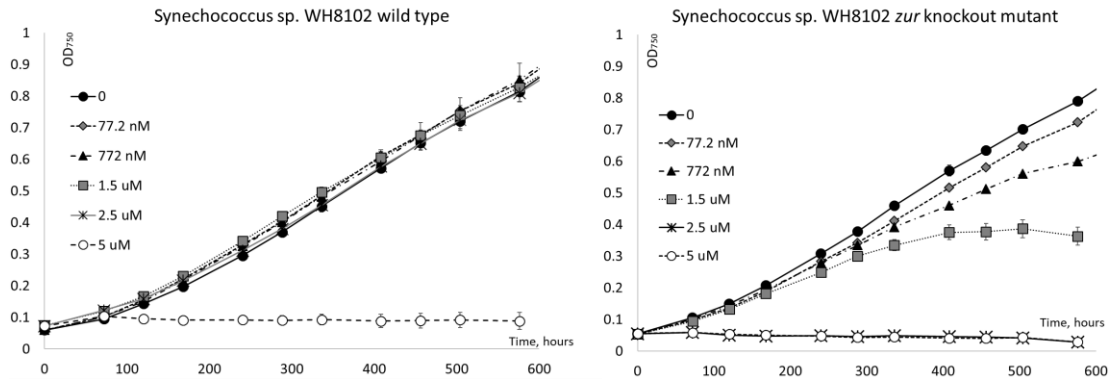 Synechococcus sp. WH8102 wild type
1
0.9
0.8
0.7
0.6
0.5
0.4
0.3
0.2
0.1
0
OD750
0
77.2 nM
772 nM
1.5 uM
2.5 uM
5 uM
Time, hours
0
100
200
300
400
500
600
Synechococcus sp. WH8102 zur knockout mutant
1
0.9
0.8
0.7
0.6
0.5
0.4
0.3
0.2
0.1
0
OD750
0
77.2 nM
772 nM
1.5 uM
2.5 uM
5 uM
Time, hours
0
100
200
300
400
500
600